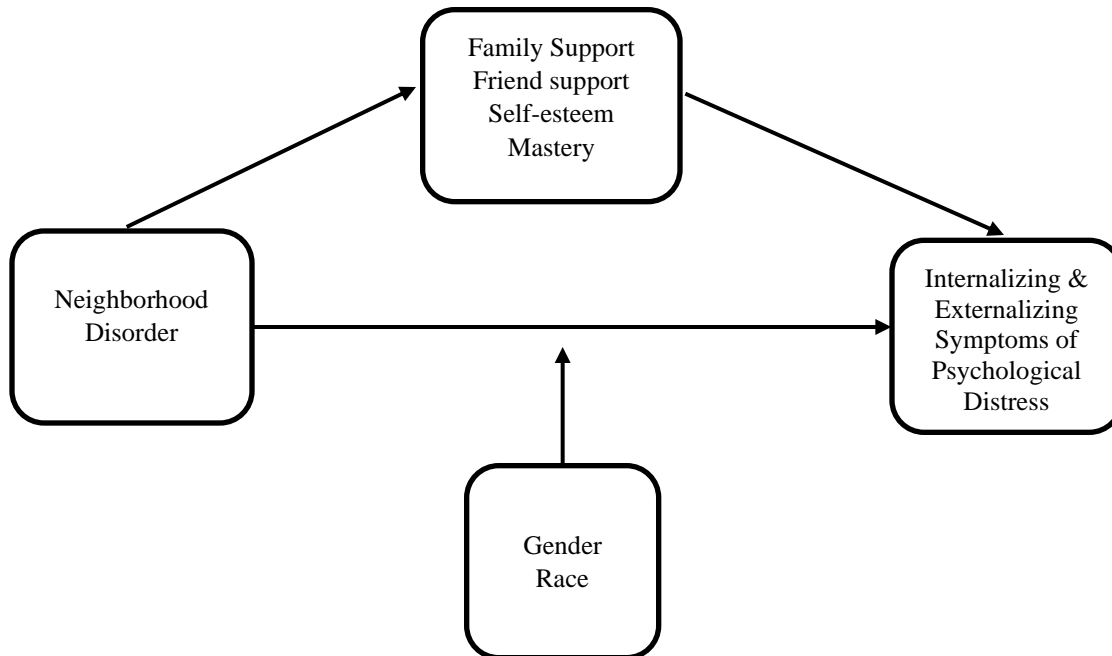 Family Support
Friend support
Self-esteem
Mastery
Neighborhood
Disorder
Internalizing &
Externalizing
Symptoms of
Psychological
Distress
Gender
Race